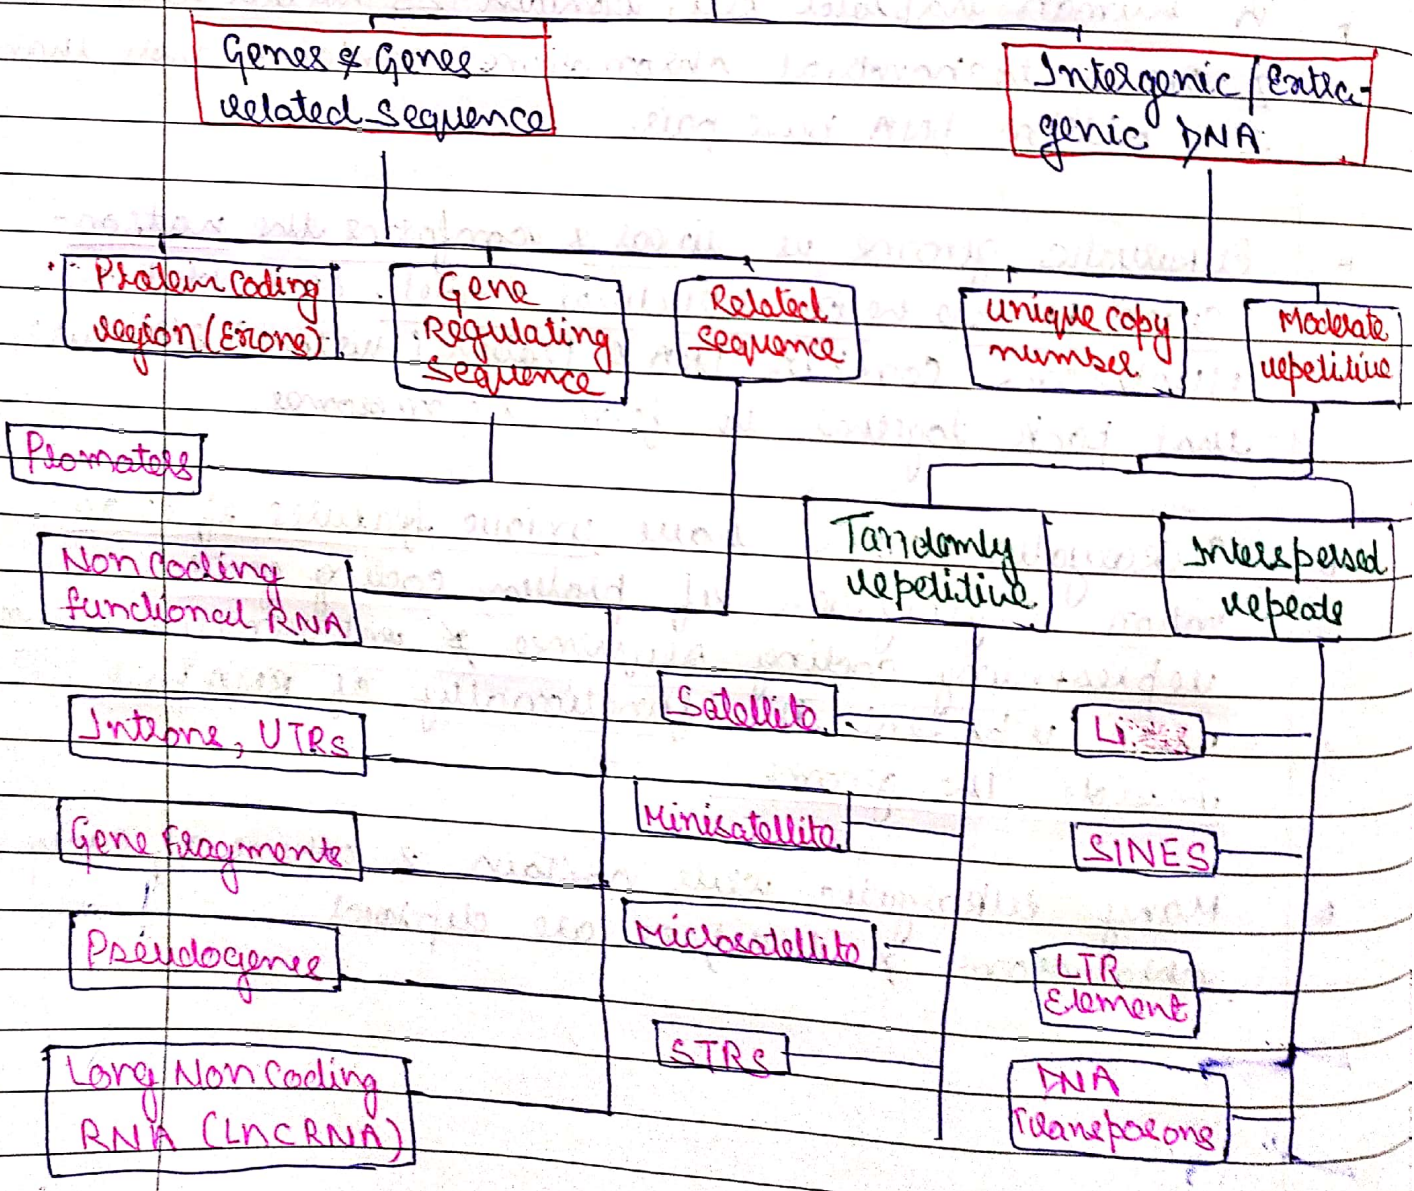 Genes & Genes
related sequence
Intergenic / Extra-
genic DNA
Protein coding
region (Exons)
Gene
Regulating
sequence
Related
sequence
unique copy
number
Moderate
repetitive
Promoters
Tandomly
repetitive
Interspersed
repeats
Non coding
functional RNA
Satellite
Introns, UTRs
Minisatellite
SINES
Gene fragments
Microsatellite
Pseudogene
LTR
Element
STRs
Long Non Coding
RNA (LncRNA)
DNA
Transposons